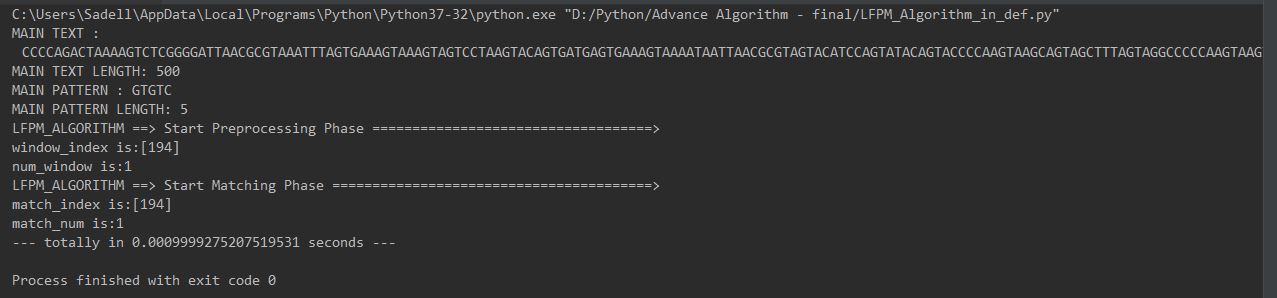 C:\Users\Sadell\AppData\Local\Programs\Python\Python37-32\python.exe "D:/Python/Advance Algorithm - final/LFPM_Algorithm_in_def.py"
MAIN TEXT :
CCCCAGACTAAAAGTCTCGGGGATTAACGCGTAAATTTAGTGAAAGTAAAGTAGTCCTAAGTACAGTGATGAGTGAAAGTAAAATAATTAACGCGTAGTACATCCAGTATACAGTACCCCAAGTAAGCAGTAGCTTTAGTAGGCCCCCAAGTAAG
MAIN TEXT LENGTH: 500
MAIN PATTERN : GTGTC
MAIN PATTERN LENGTH: 5
LFPM_ALGORITHM ==> Start Preprocessing Phase ===================================>
window_index is:[194]
num_window is:1
LFPM_ALGORITHM ==> Start Matching Phase ========================================>
match_index is:[194]
match_num is:1
--- totally in 0.0009999275207519531 seconds ---
Process finished with exit code 0